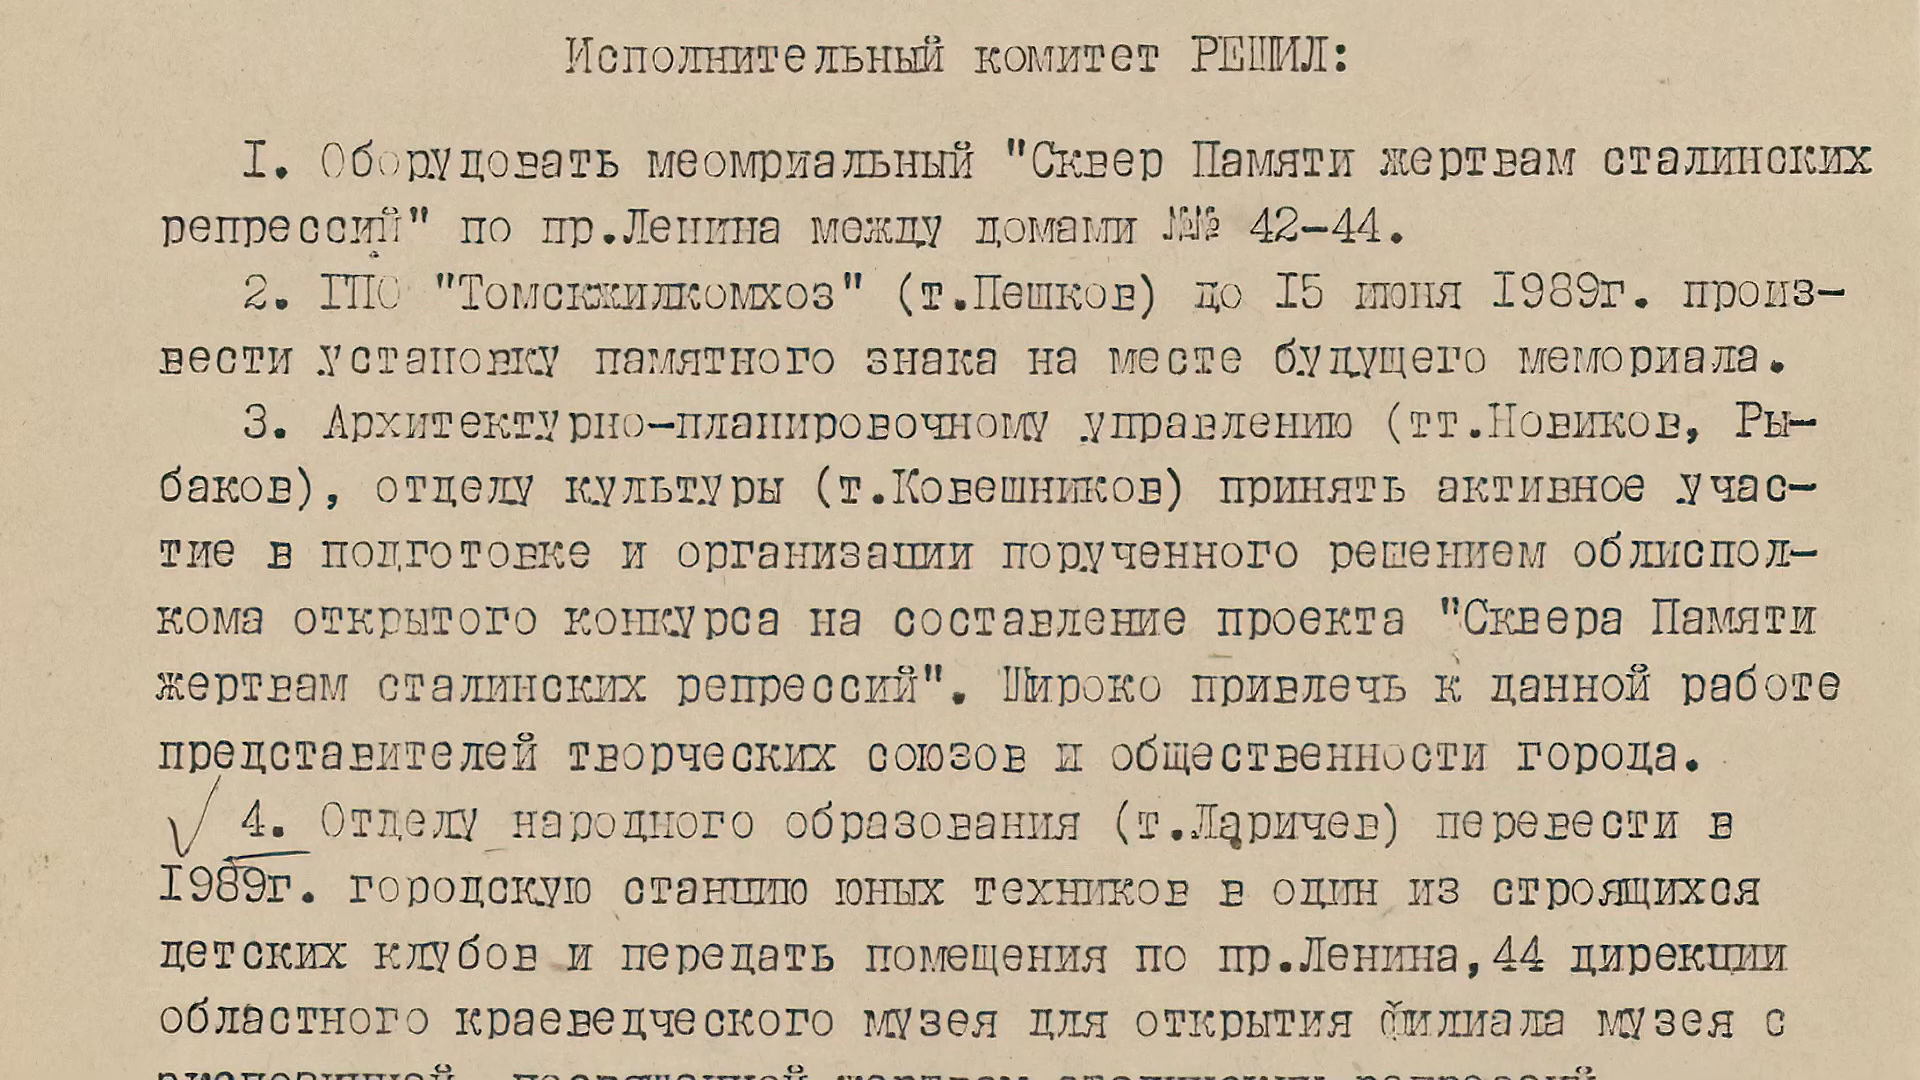 Исполнительный комитет РЕШИЛ:
I. Оборудовать меомриальный "Сквер Памяти жертвам сталинских
репрессий" по пр.Ленина между домами №№ 42-44.
2. ГПО "Томскжилкомхоз" (т.Пешков) до I5 июня I989г. произ-
вести установку памятного знака на месте будущего мемориала.
3. Архитектурно-планировочному управлению (тт.Новиков, Ры-
баков), отделу культуры (т.Ковешников) принять активное учас-
тие в подготовке и организации порученного решением облиспол-
кома открытого конкурса на составление проекта "Сквера Памяти
жертвам сталинских репрессий". Широко привлечь к данной работе
представителей творческих союзов и общественности города.
4. Отделу народного образования (т.Ларичев) перевести в
I989г. городскую станцию юных техников в один из строящихся
детских клубов и передать помещения по пр.Ленина,44 дирекции
областного краеведческого музея для открытия филиала музея с
экспозицией, посвященной жертвам сталинских репрессий.